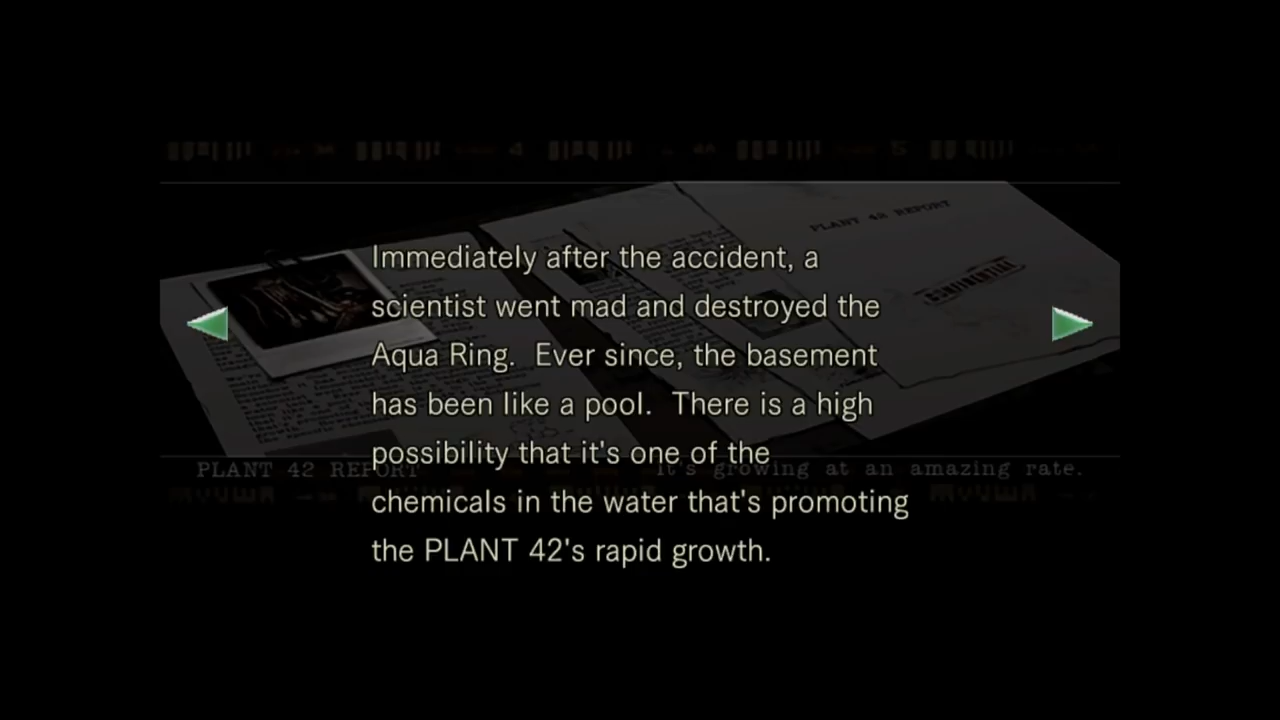 PLANT 42 REPORT
CONFIDENTIAL
Immediately after the accident, a
scientist went mad and destroyed the
Aqua Ring.  Ever since, the basement
has been like a pool.  There is a high
possibility that it's one of the
chemicals in the water that's promoting
the PLANT 42's rapid growth.
PLANT 42 REPORT
it's growing at an amazing rate.